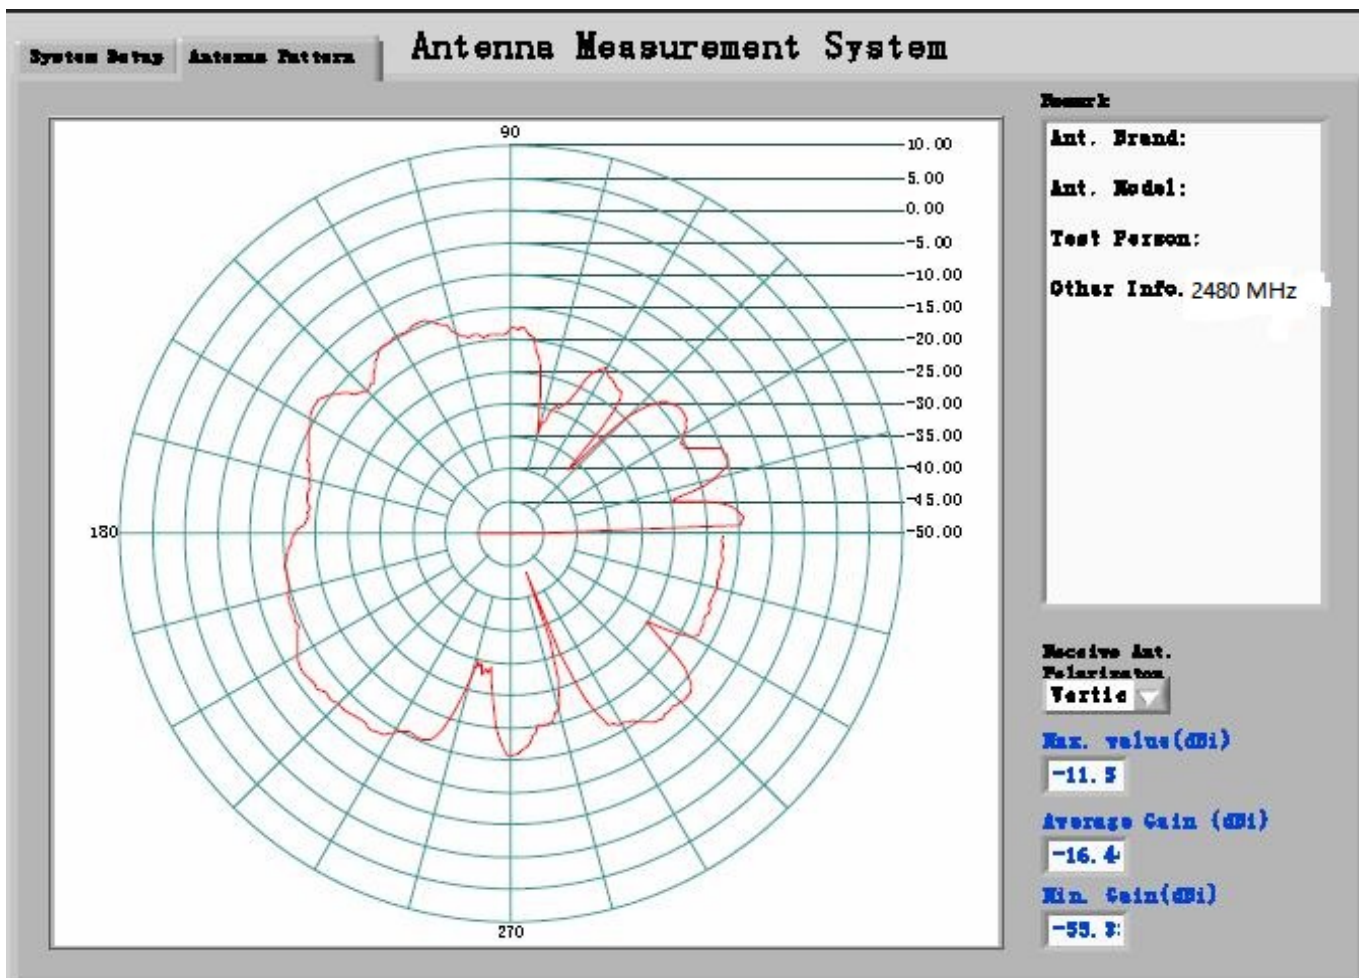 Antenna Measurement System
System Setup
Antenna Pattern
90
180
270
10.00
5.00
0.00
-5.00
-10.00
-15.00
-20.00
-25.00
-30.00
-35.00
-40.00
-45.00
-50.00
Remark
Ant. Brand:
Ant. Model:
Test Person:
Other Info. 2480 MHz
Receive Ant.
Polarizaton
Vertic
Max. value(dBi)
-11.5
Average Gain (dBi)
-16.4
Min. Gain(dBi)